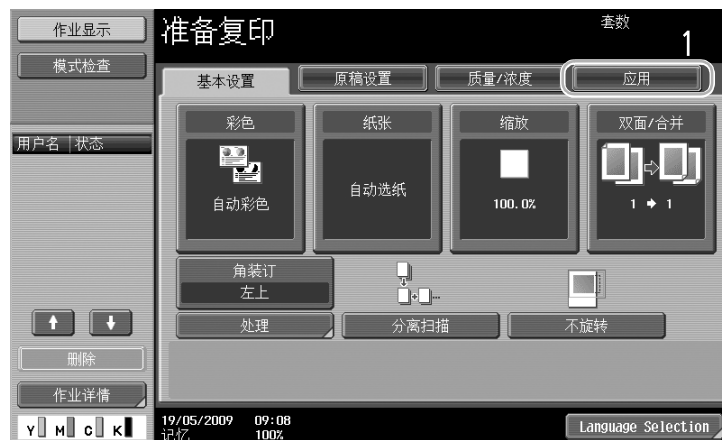 作业显示
模式检查
用户名 状态
删除
作业详情
Y M C K
准备复印
套数
1
基本设置
原稿设置
质量/浓度
应用
彩色
纸张
缩放
双面/合并
自动彩色
自动选纸
100.0%
1 → 1
角装订
左上
处理
分离扫描
不旋转
19/05/2009 09:08
记忆 100%
Language Selection